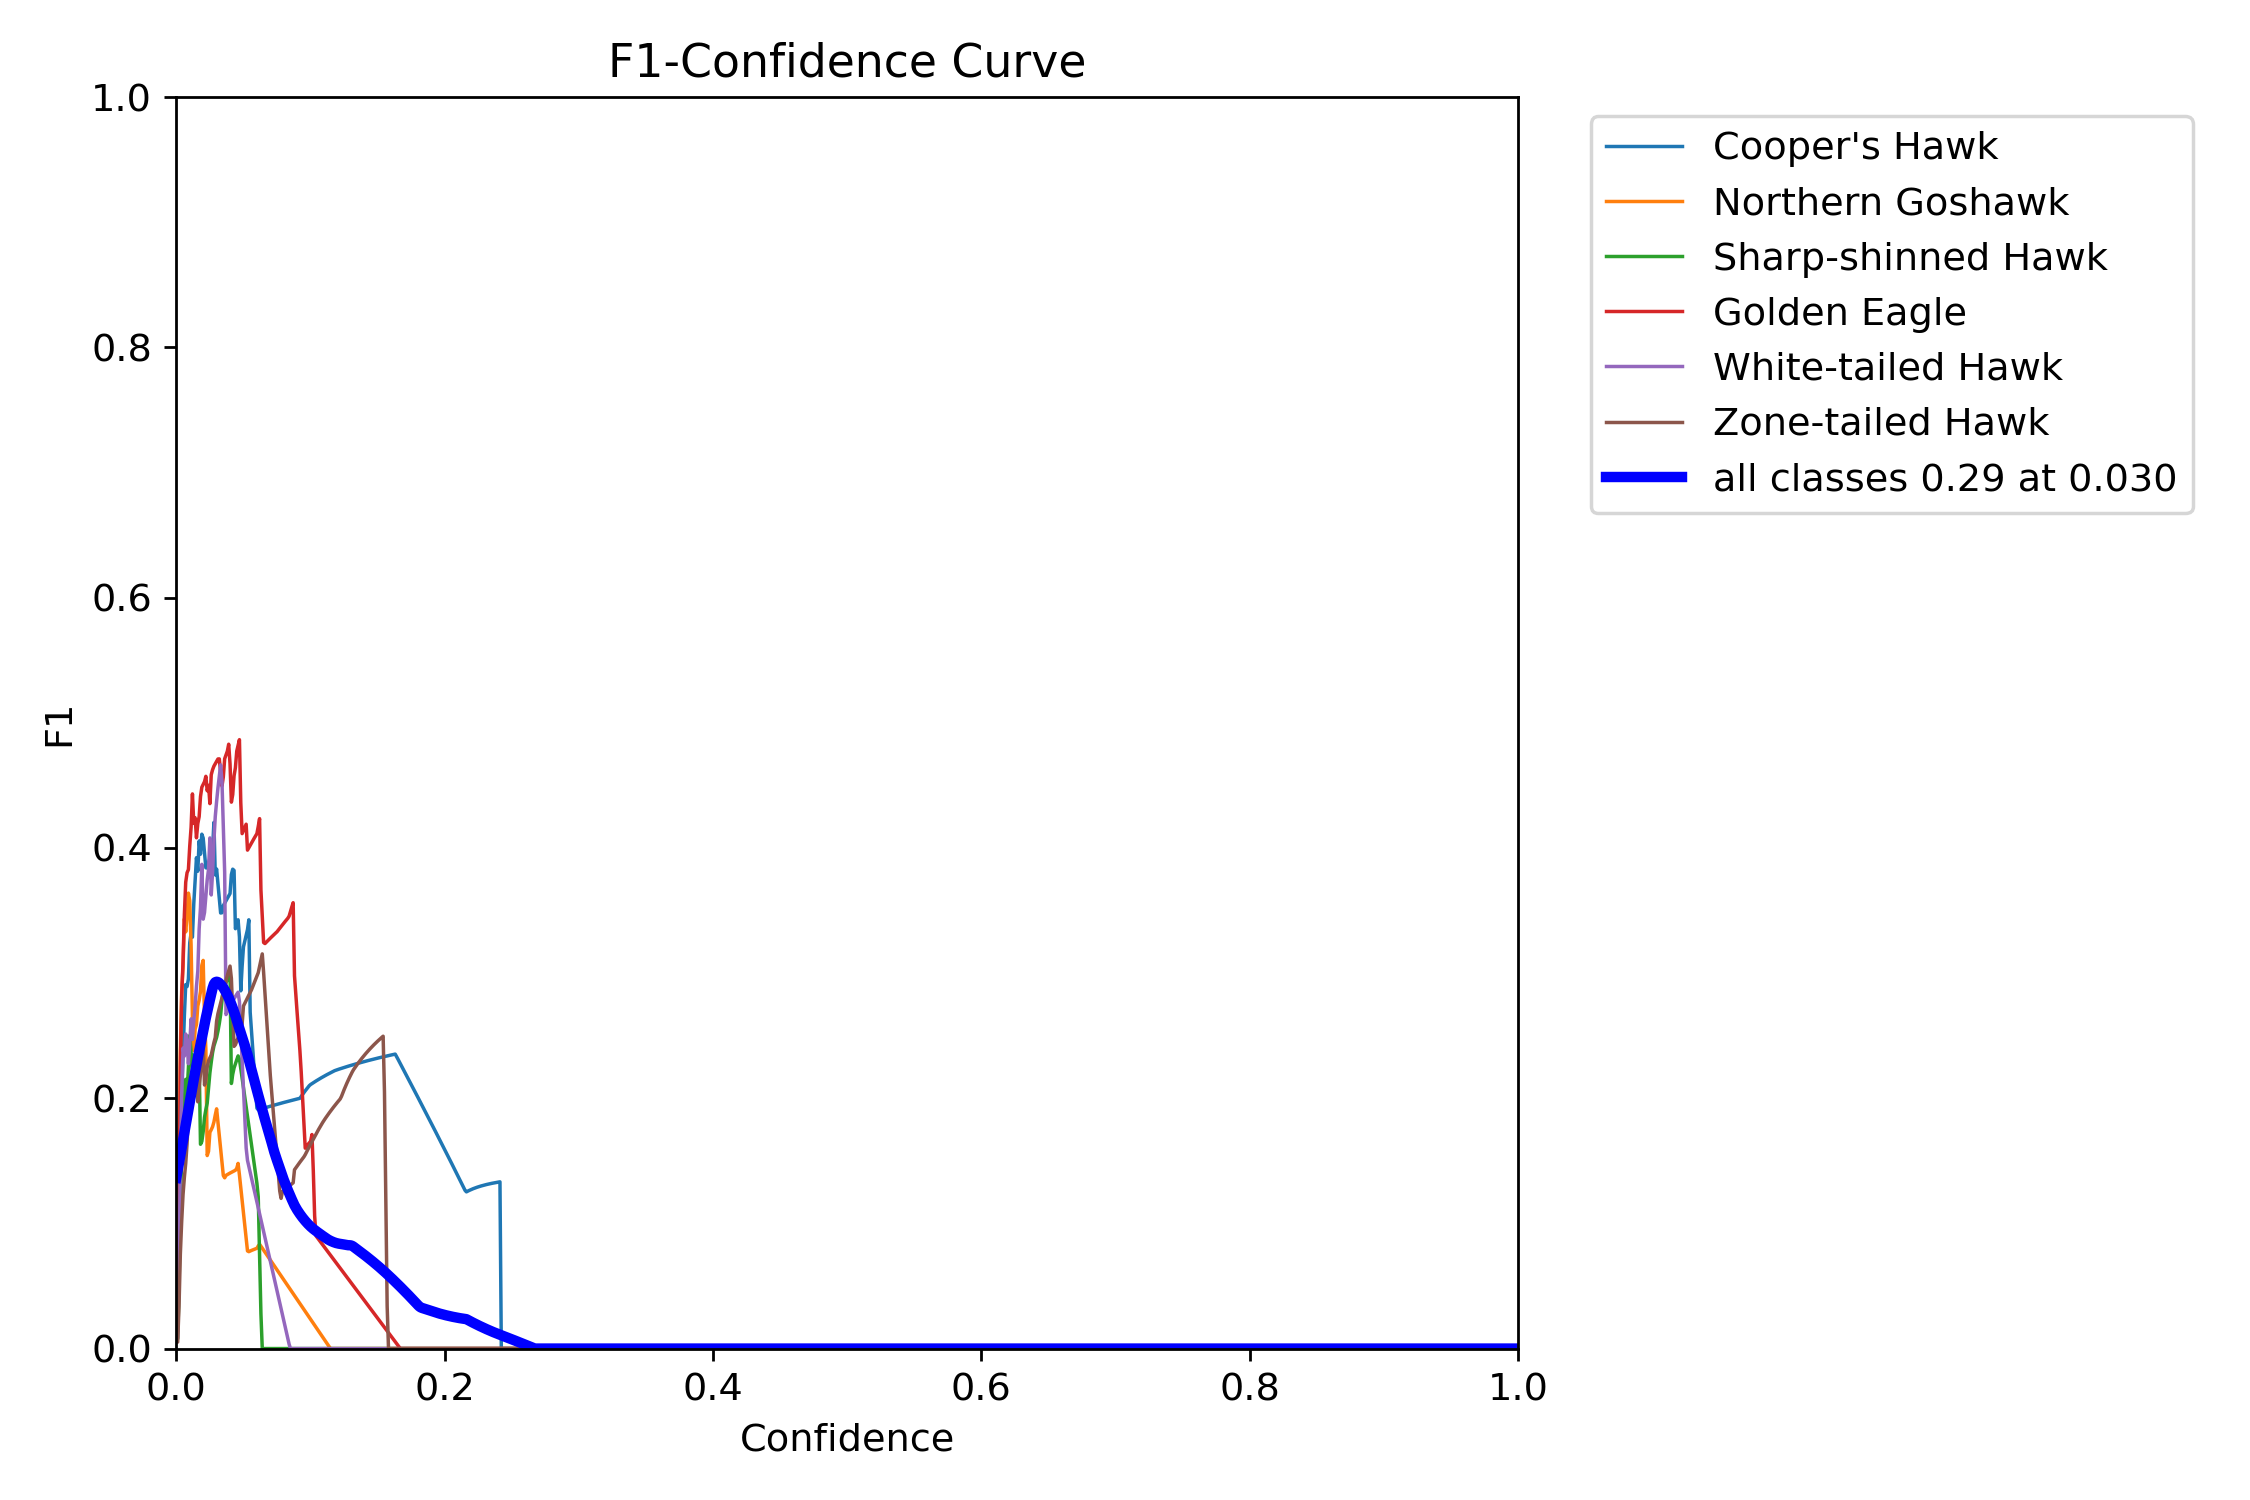 F1-Confidence Curve
1.0
0.8
0.6
0.4
0.2
0.0
F1
0.0 0.2 0.4 0.6 0.8 1.0
Confidence
Cooper's Hawk
Northern Goshawk
Sharp-shinned Hawk
Golden Eagle
White-tailed Hawk
Zone-tailed Hawk
all classes 0.29 at 0.030